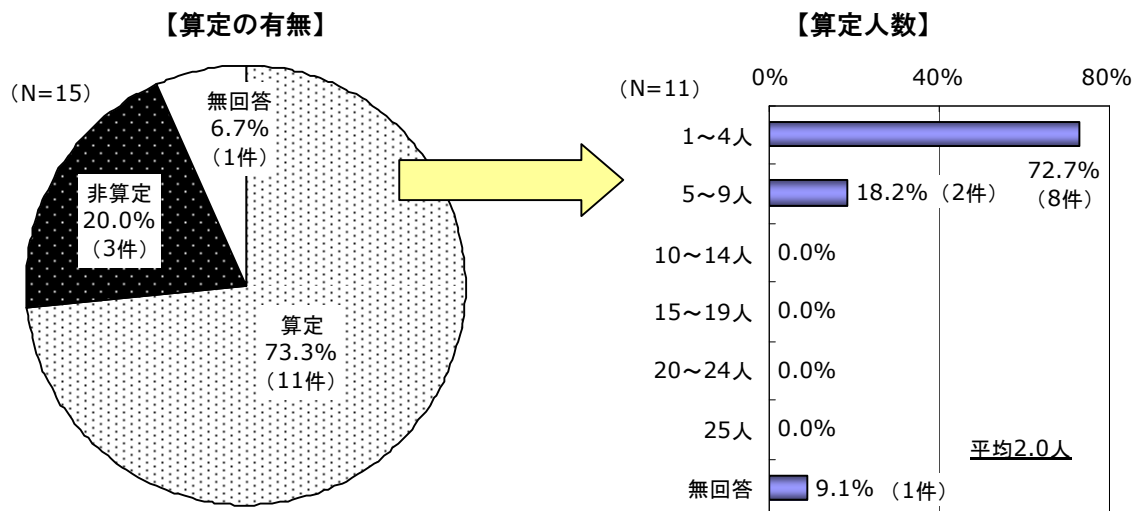 【算定の有無】
(N=15)
無回答
6.7%
(1件)
非算定
20.0%
(3件)
算定
73.3%
(11件)
【算定人数】
(N=11)
0% 40% 80%
1～4人
72.7%
(8件)
5～9人 18.2% (2件)
10～14人 0.0%
15～19人 0.0%
20～24人 0.0%
25人 0.0%
平均2.0人
無回答 9.1% (1件)